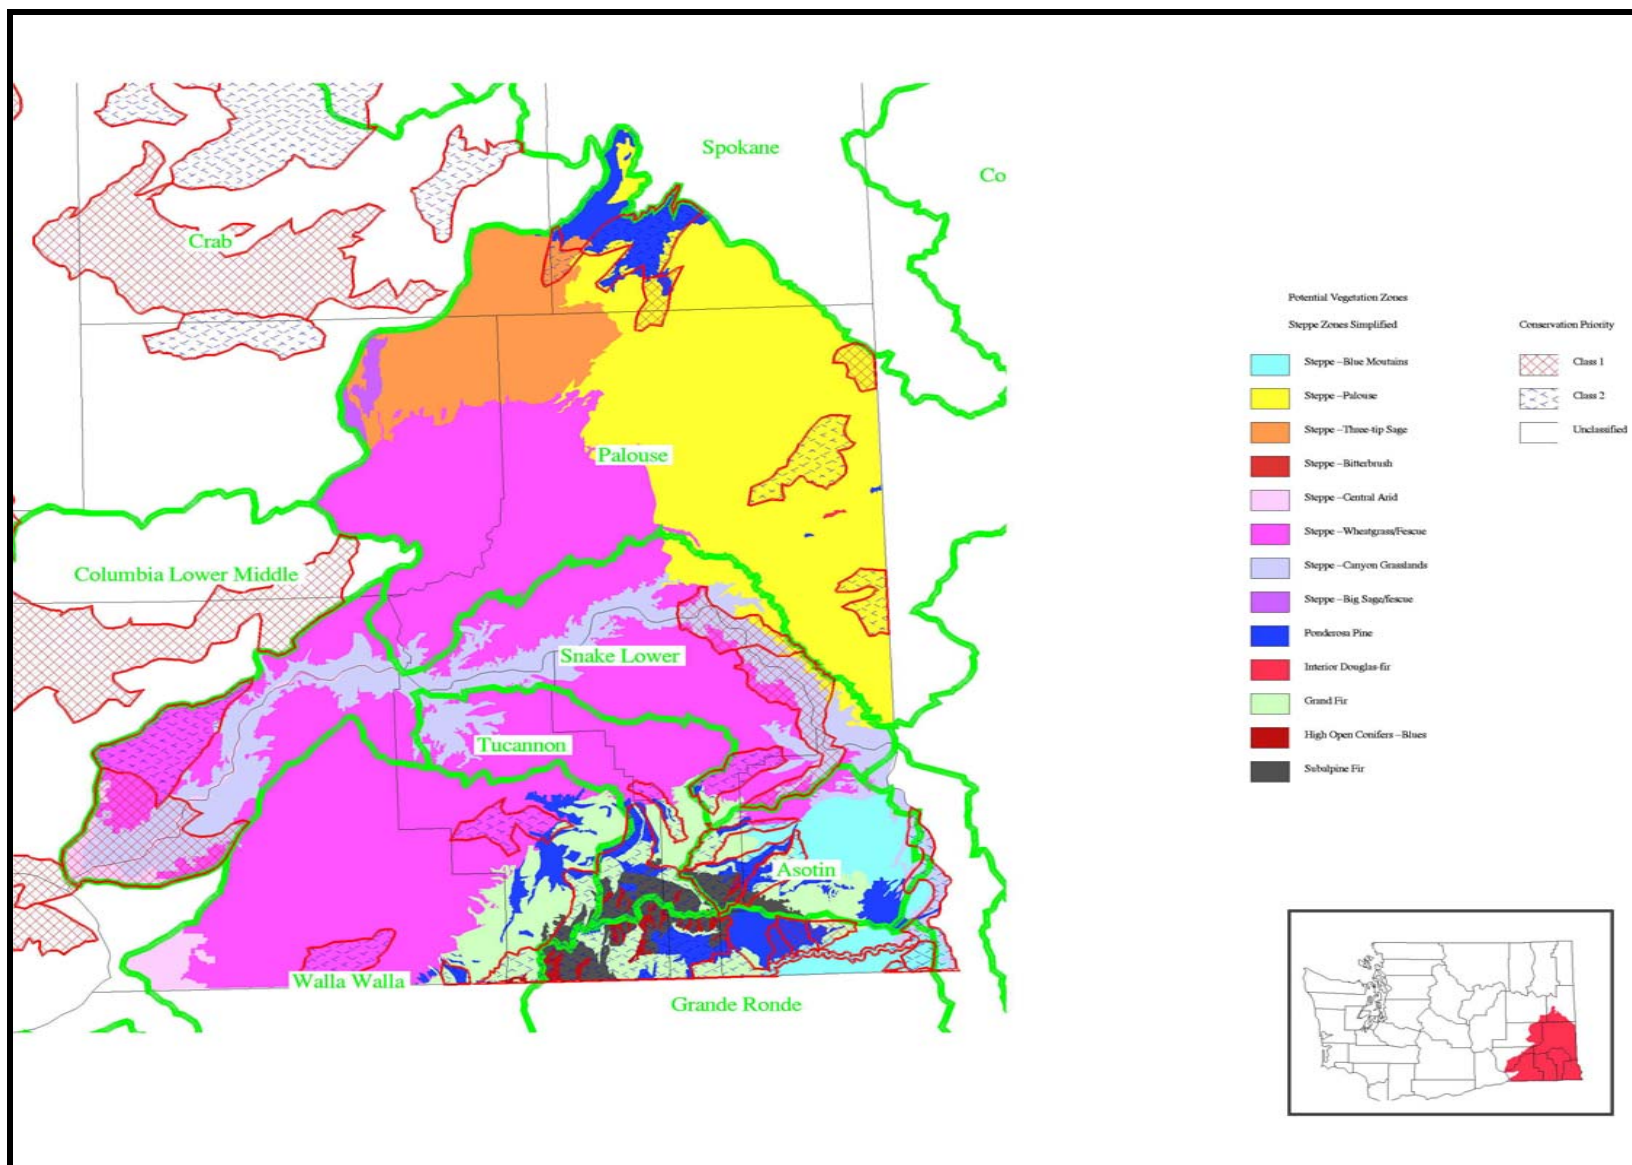 Spokane
Co
Crab
Palouse
Columbia Lower Middle
Snake Lower
Tucannon
Asotin
Walla Walla
Grande Ronde
Potential Vegetation Zones
Steppe Zones Simplified
Steppe -Blue Moutains
Steppe -Palouse
Steppe -Three-tip Sage
Steppe -Bitterbrush
Steppe -Central Arid
Steppe -Wheatgrass/Fescue
Steppe -Canyon Grasslands
Steppe -Big Sage/fescue
Ponderosa Pine
Interior Douglas-fir
Grand Fir
High Open Conifers -Blues
Subalpine Fir
Conservation Priority
Class 1
Class 2
Unclassified